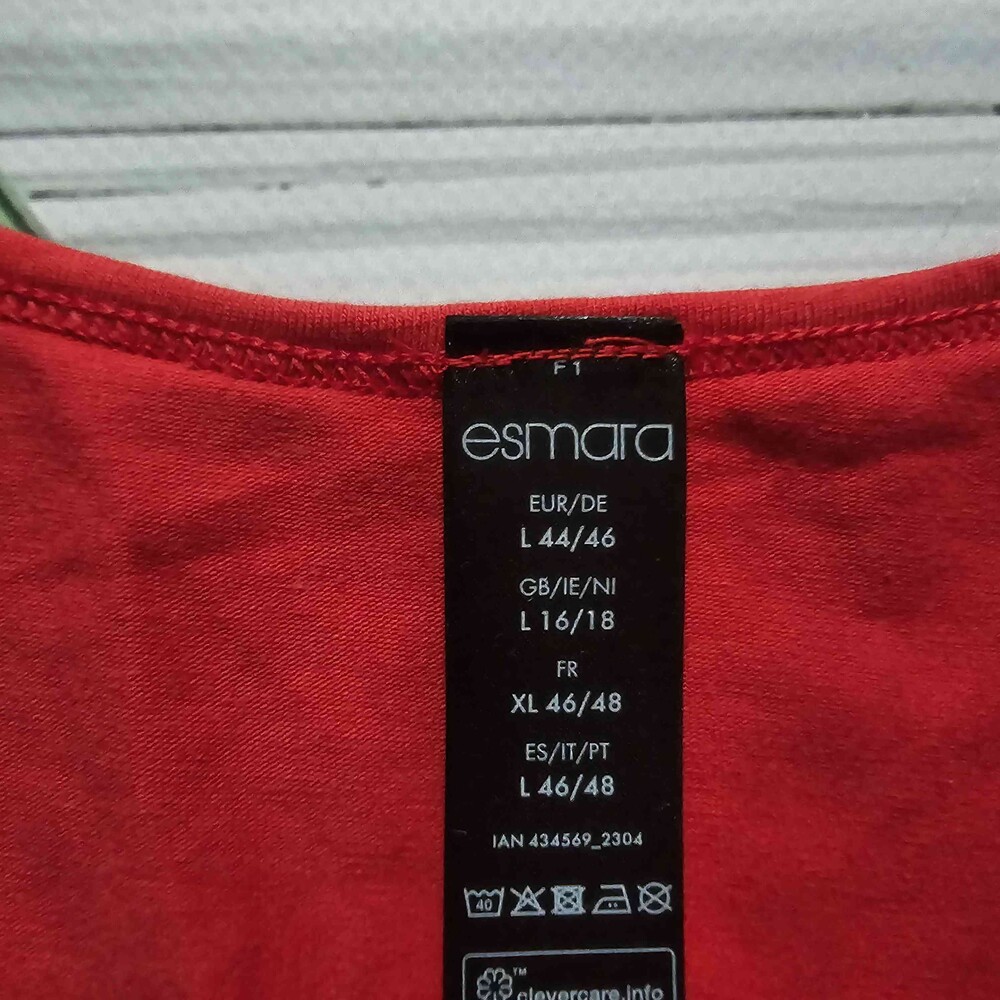 F1
esmara
EUR/DE
L 44/46
GB/IE/NI
L 16/18
FR
XL 46/48
ES/IT/PT
L 46/48
IAN 434569_2304
40
™
clevercare.info